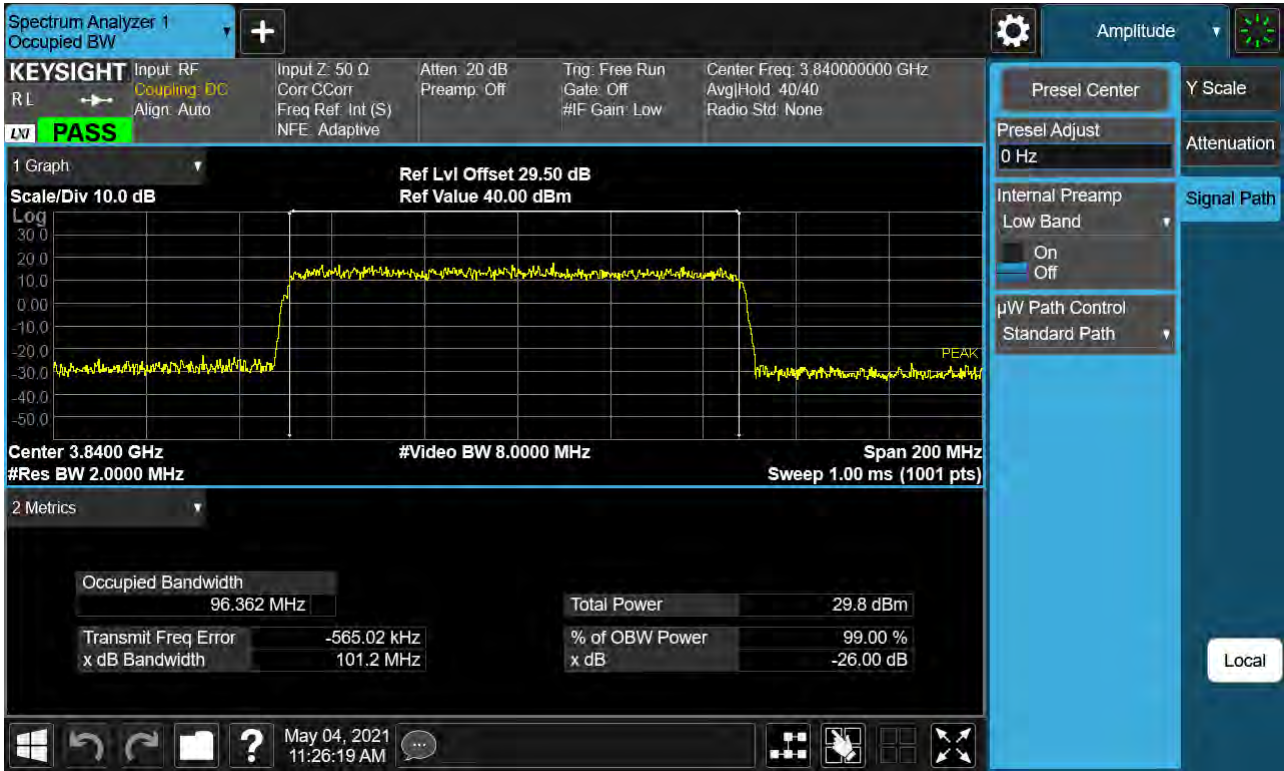 Spectrum Analyzer 1
Occupied BW
+
Amplitude
KEYSIGHT
RL
LXI
PASS
Input: RF
Coupling: DC
Align: Auto
Input Z: 50 Ω
Corr CCorr
Freq Ref: Int (S)
NFE: Adaptive
Atten: 20 dB
Preamp: Off
Trig: Free Run
Gate: Off
#IF Gain: Low
Center Freq: 3.840000000 GHz
Avg|Hold: 40/40
Radio Std: None
1 Graph
Scale/Div 10.0 dB
Ref Lvl Offset 29.50 dB
Ref Value 40.00 dBm
Log
30.0
20.0
10.0
0.00
-10.0
-20.0
-30.0
-40.0
-50.0
PEAK
Center 3.8400 GHz
#Video BW 8.0000 MHz
Span 200 MHz
#Res BW 2.0000 MHz
Sweep 1.00 ms (1001 pts)
2 Metrics
Occupied Bandwidth
96.362 MHz
Transmit Freq Error -565.02 kHz
x dB Bandwidth 101.2 MHz
Total Power 29.8 dBm
% of OBW Power 99.00 %
x dB -26.00 dB
Presel Center
Presel Adjust
0 Hz
Internal Preamp
Low Band
On
Off
µW Path Control
Standard Path
Y Scale
Attenuation
Signal Path
Local
?
May 04, 2021
11:26:19 AM